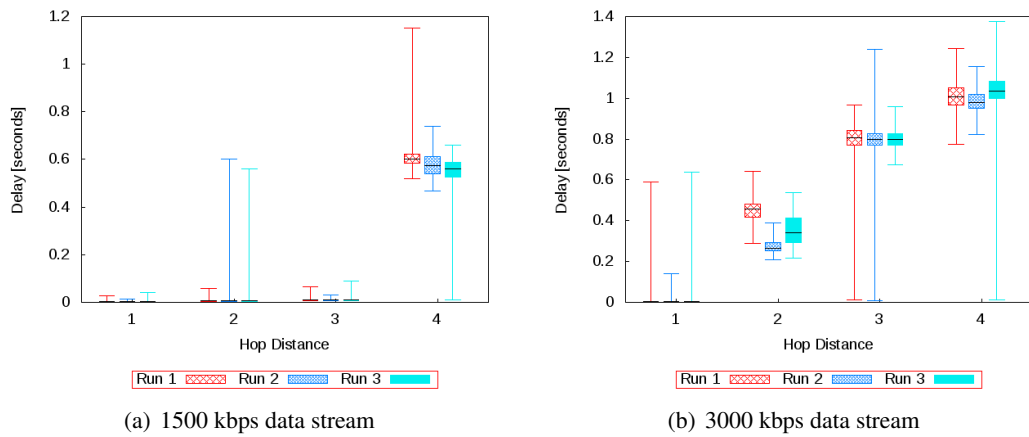 1.2
1
0.8
0.6
0.4
0.2
0
Delay [seconds]
1 2 3 4
Hop Distance
Run 1 Run 2 Run 3
(a) 1500 kbps data stream
1.4
1.2
1
0.8
0.6
0.4
0.2
0
Delay [seconds]
1 2 3 4
Hop Distance
Run 1 Run 2 Run 3
(b) 3000 kbps data stream